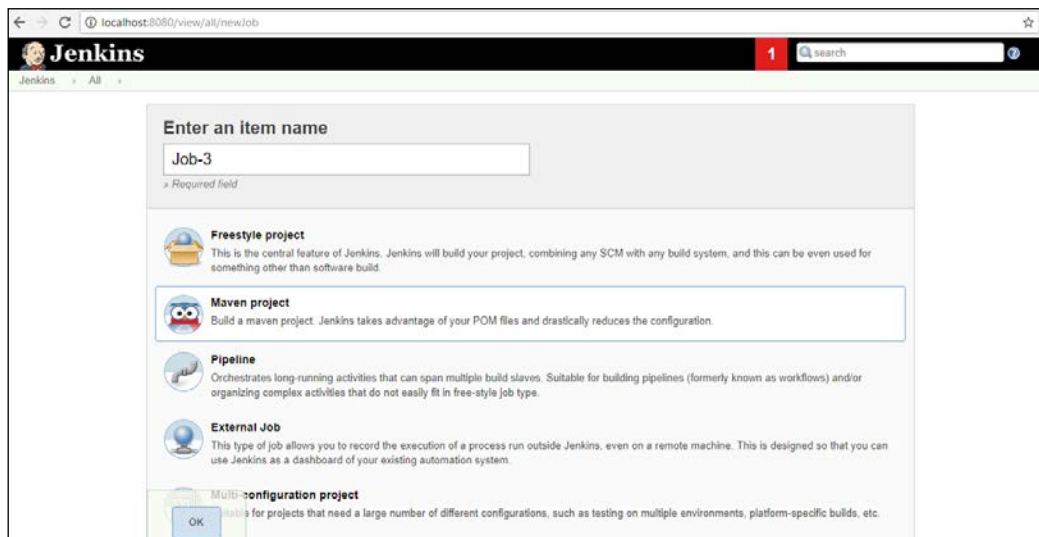 localhost:8080/view/all/newJob
Jenkins
1
search
?
Jenkins › All ›
Enter an item name
Job-3
» Required field
Freestyle project
This is the central feature of Jenkins. Jenkins will build your project, combining any SCM with any build system, and this can be even used for
something other than software build.
Maven project
Build a maven project. Jenkins takes advantage of your POM files and drastically reduces the configuration.
Pipeline
Orchestrates long-running activities that can span multiple build slaves. Suitable for building pipelines (formerly known as workflows) and/or
organizing complex activities that do not easily fit in free-style job type.
External Job
This type of job allows you to record the execution of a process run outside Jenkins, even on a remote machine. This is designed so that you can
use Jenkins as a dashboard of your existing automation system.
Multi-configuration project
for projects that need a large number of different configurations, such as testing on multiple environments, platform-specific builds, etc.
OK